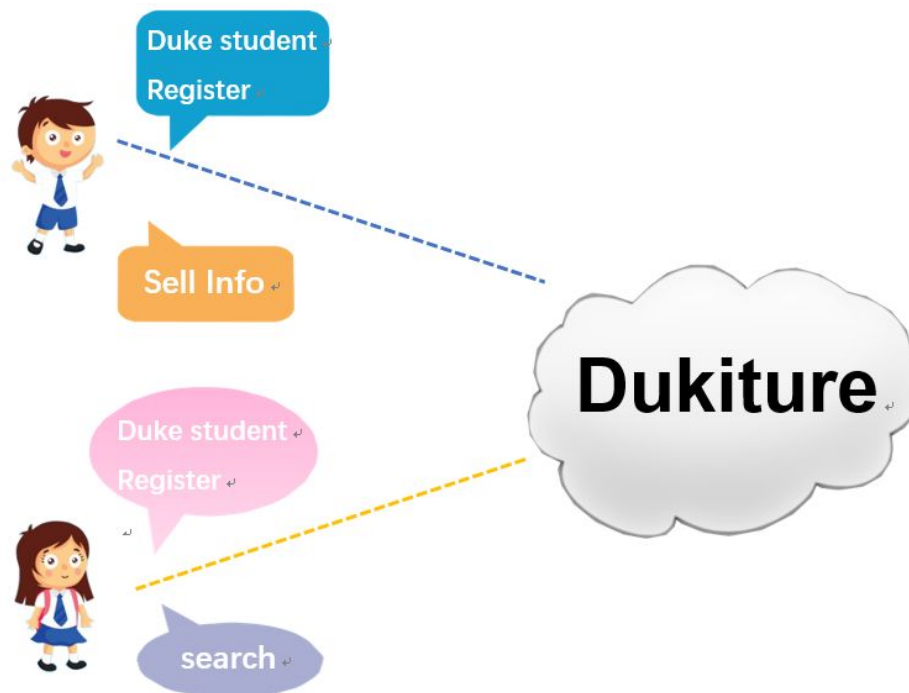 Duke student
Register
Sell Info
Dukiture
Duke student
Register
search